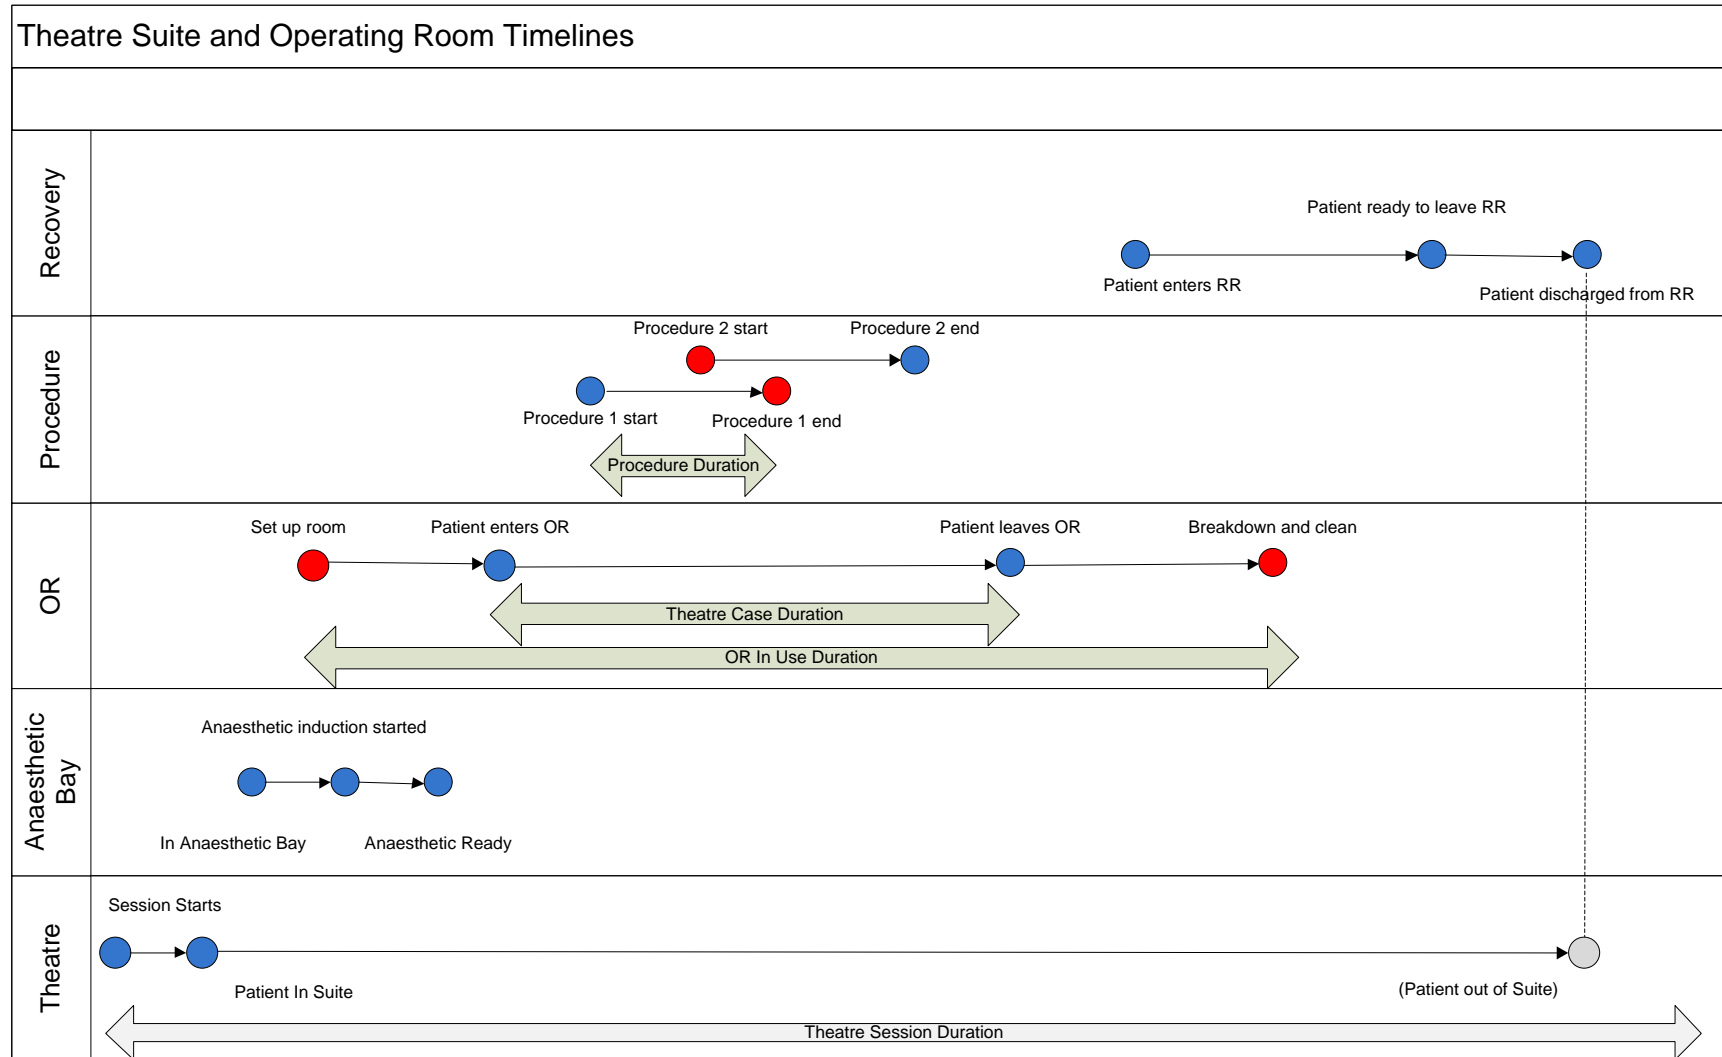 Theatre Suite and Operating Room Timelines
Recovery
Patient ready to leave RR
Patient enters RR
Patient discharged from RR
Procedure
Procedure 2 start
Procedure 2 end
Procedure 1 start
Procedure 1 end
Procedure Duration
OR
Set up room
Patient enters OR
Patient leaves OR
Breakdown and clean
Theatre Case Duration
OR In Use Duration
Anaesthetic
Bay
Anaesthetic induction started
In Anaesthetic Bay
Anaesthetic Ready
Theatre
Session Starts
Patient In Suite
(Patient out of Suite)
Theatre Session Duration